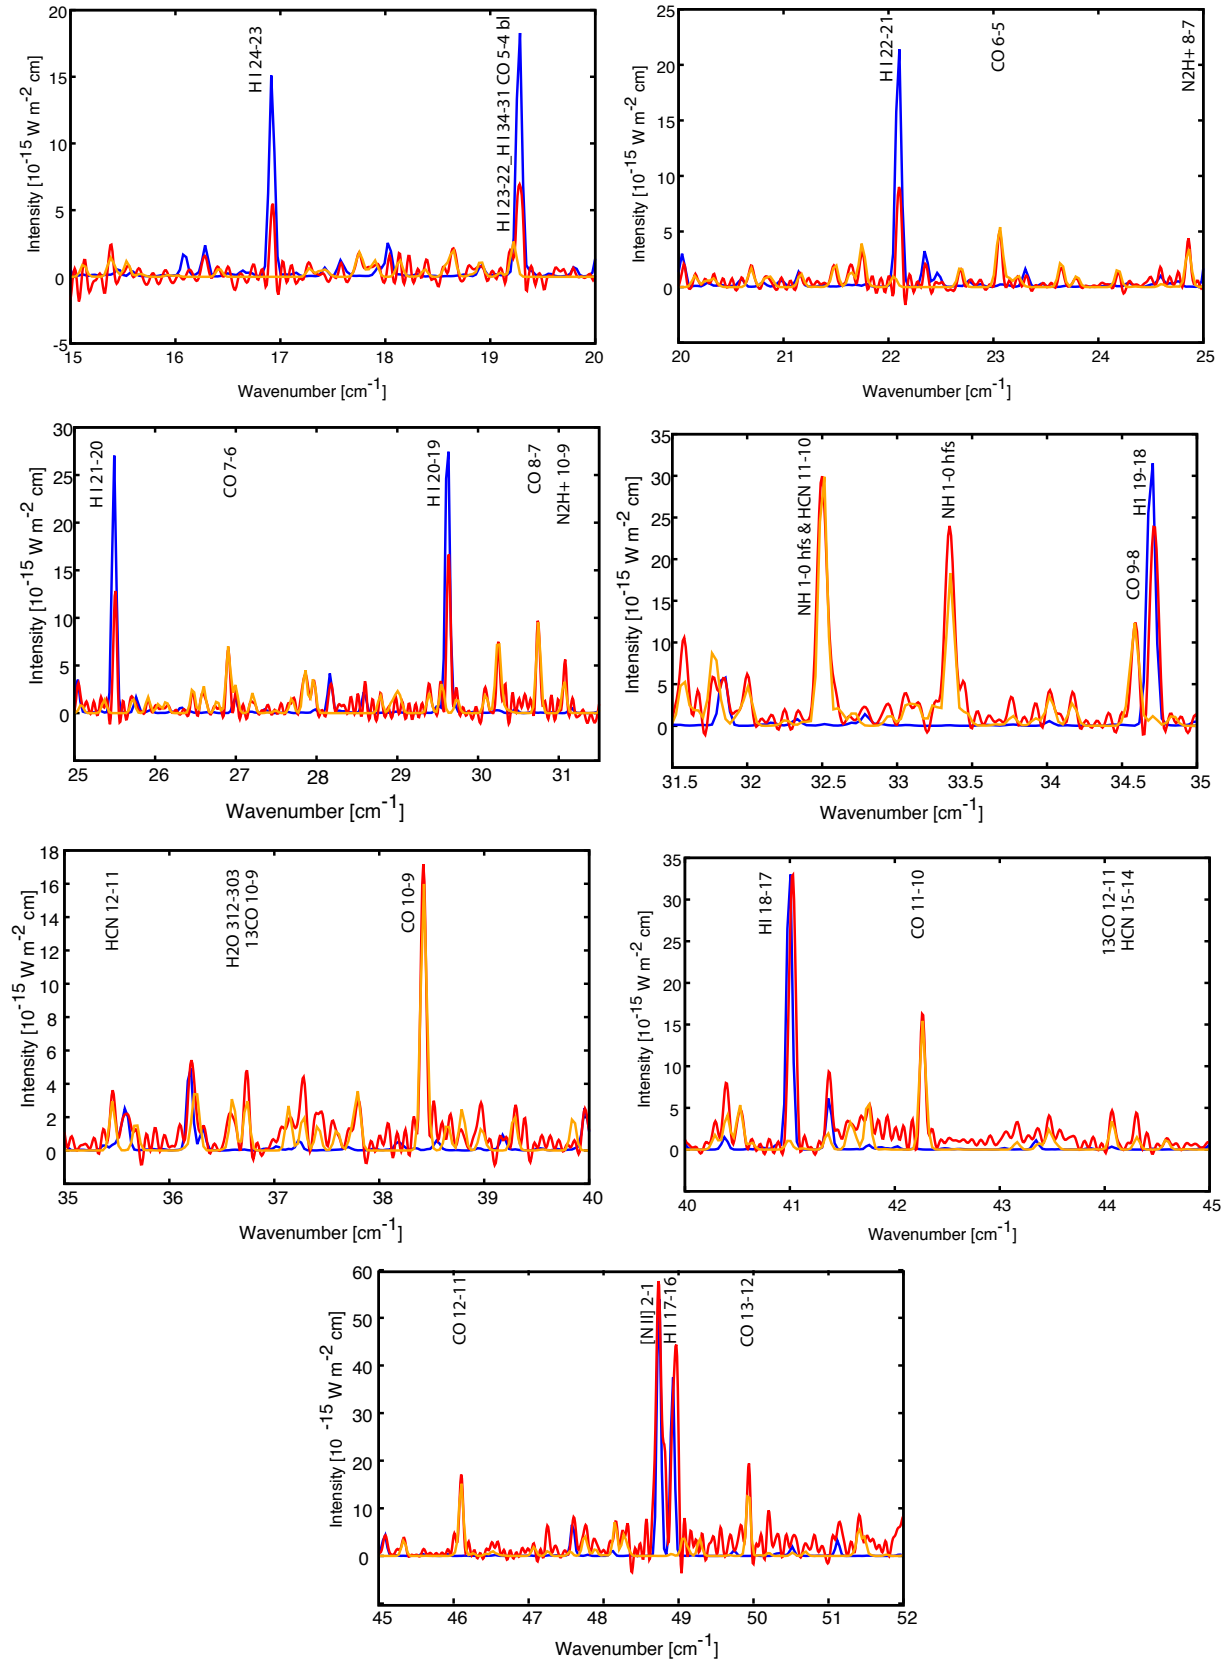 20
15
10
5
0
-5
Intensity [10-15 W m-2 cm]
H I 24-23
H I 23-22_H I 34-31 CO 5-4 bl
15 16 17 18 19 20
Wavenumber [cm-1]
25
20
15
10
5
0
Intensity [10-15 W m-2 cm]
H I 22-21
CO 6-5
N2H+ 8-7
20 21 22 23 24 25
Wavenumber [cm-1]
30
25
20
15
10
5
0
Intensity [10-15 W m-2 cm]
H I 21-20
CO 7-6
H I 20-19
CO 8-7
N2H+ 10-9
25 26 27 28 29 30 31
Wavenumber [cm-1]
35
30
25
20
15
10
5
0
Intensity [10-15 W m-2 cm]
NH 1-0 hfs & HCN 11-10
NH 1-0 hfs
CO 9-8
H1 19-18
31.5 32 32.5 33 33.5 34 34.5 35
Wavenumber [cm-1]
18
16
14
12
10
8
6
4
2
0
Intensity [10-15 W m-2 cm]
HCN 12-11
H2O 312-303
13CO 10-9
CO 10-9
35 36 37 38 39 40
Wavenumber [cm-1]
35
30
25
20
15
10
5
0
-5
Intensity [10-15 W m-2 cm]
HI 18-17
CO 11-10
13CO 12-11
HCN 15-14
40 41 42 43 44 45
Wavenumber [cm-1]
60
50
40
30
20
10
0
Intensity [10 -15 W m-2 cm]
CO 12-11
[N II] 2-1
H I 17-16
CO 13-12
45 46 47 48 49 50 51 52
Wavenumber [cm-1]